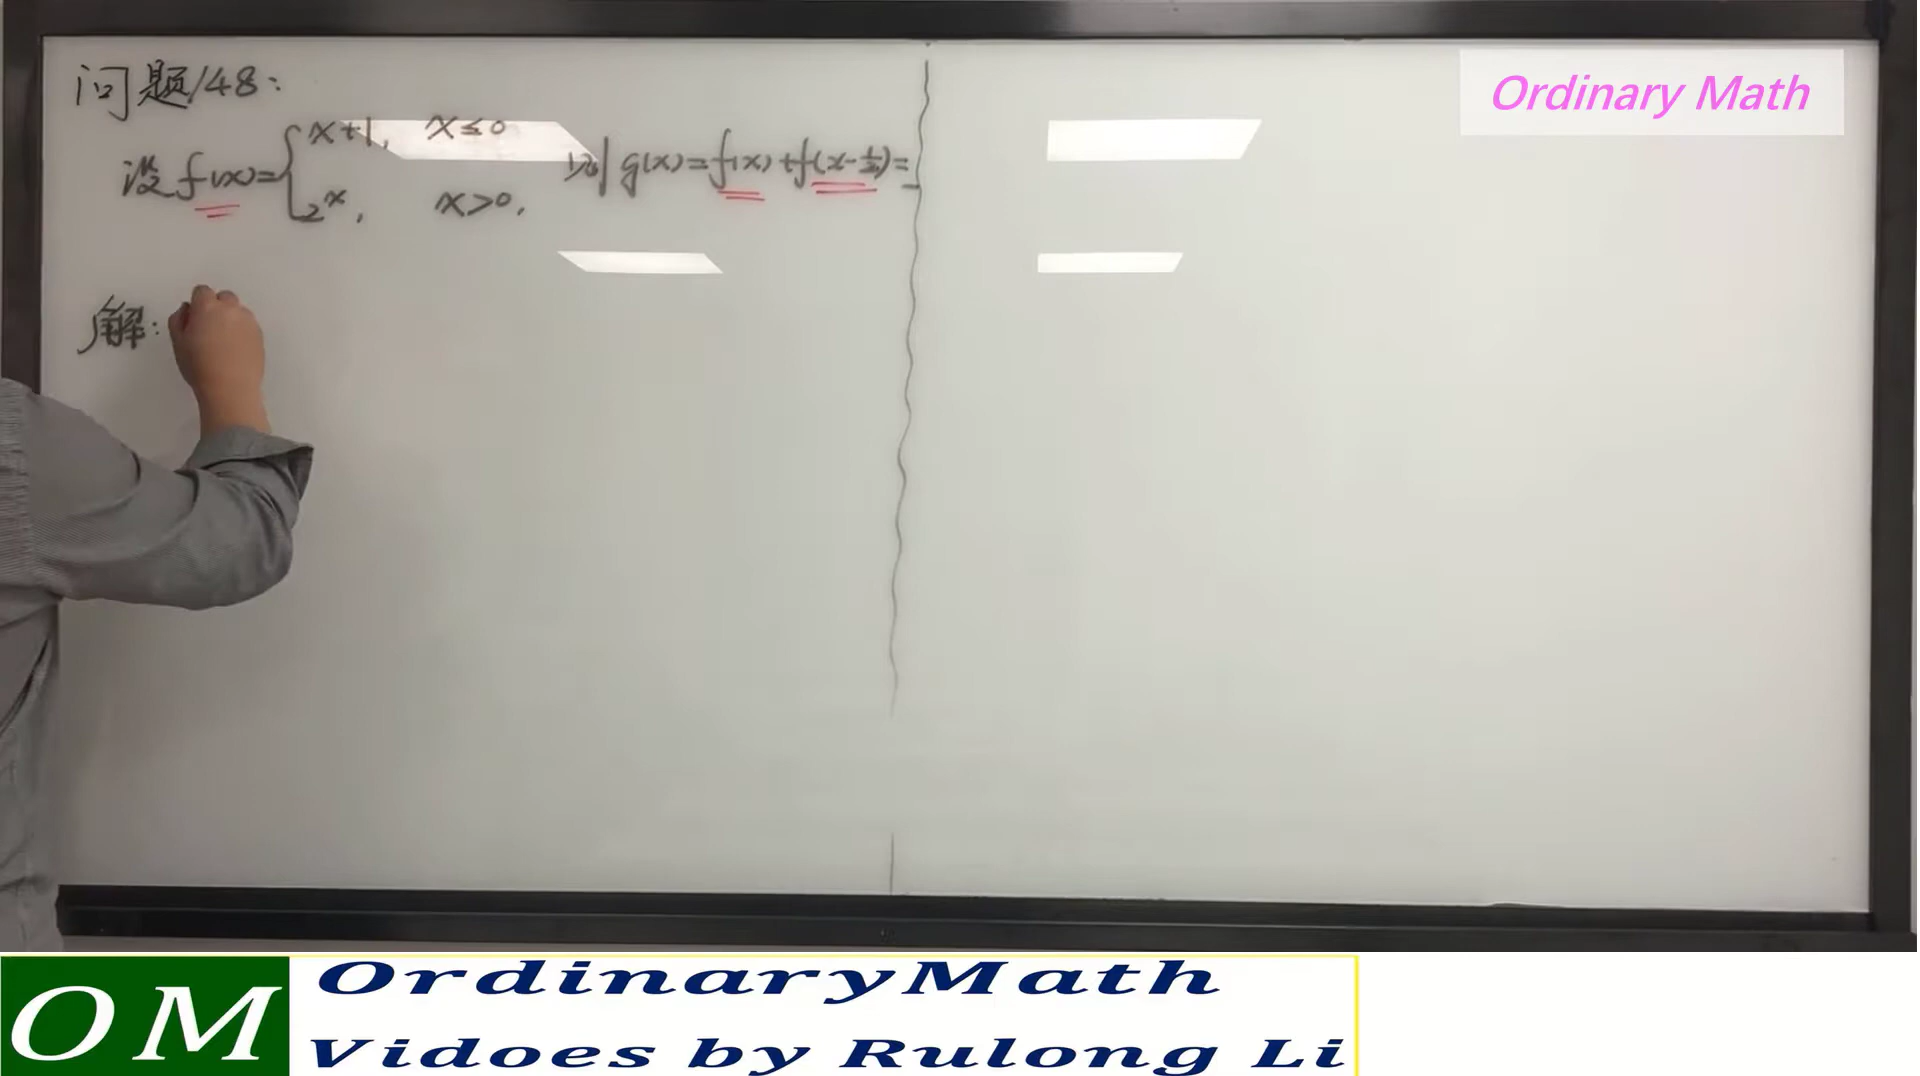 问题148:
设 f(x)={x+1, x≤0
2^x, x>0,
则 g(x)=f(x)+f(x-1/2)=_
解:
Ordinary Math
OM
OrdinaryMath
Vidoes by Rulong Li